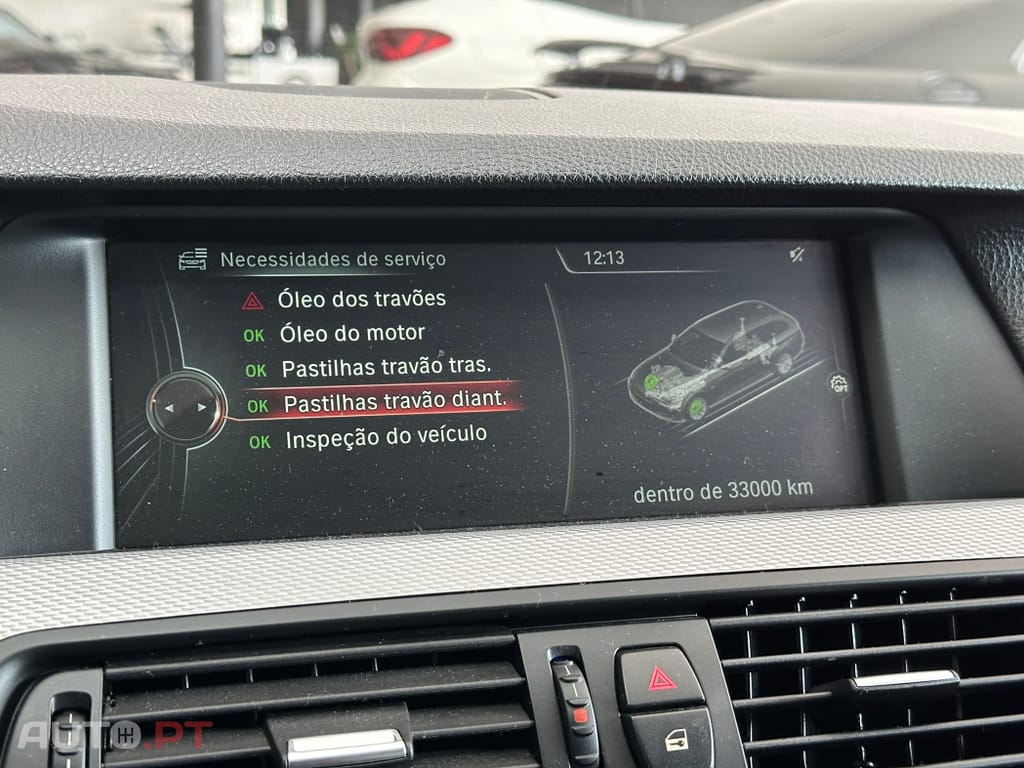 Necessidades de serviço
12:13
Óleo dos travões
OK Óleo do motor
OK Pastilhas travão tras.
OK Pastilhas travão diant.
OK Inspeção do veículo
OPT
dentro de 33000 km
AUTO.PT